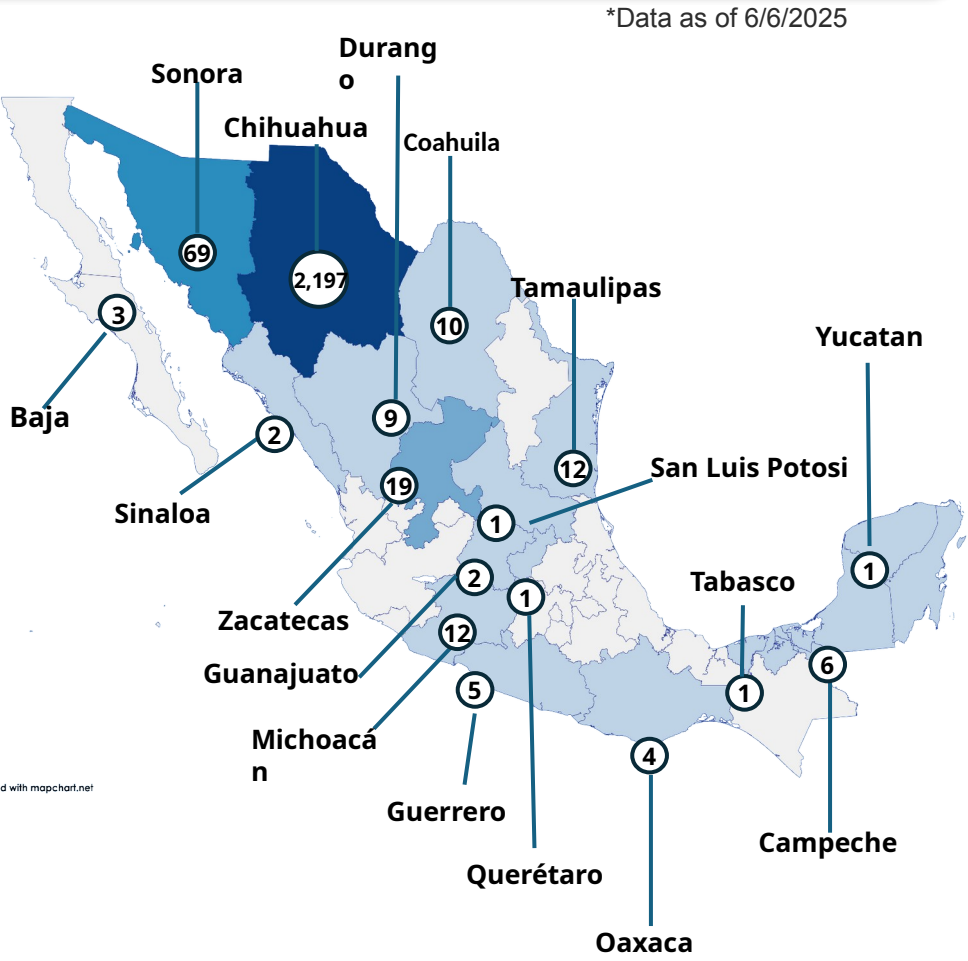 *Data as of 6/6/2025
Durang
o
Sonora
Chihuahua
Coahuila
69
2,197
Tamaulipas
3
10
Yucatan
Baja
9
2
12
San Luis Potosi
19
Sinaloa
1
1
2
Tabasco
1
Zacatecas
12
6
Guanajuato
5
1
Michoacá
n
4
d with mapchart.net
Guerrero
Campeche
Querétaro
Oaxaca